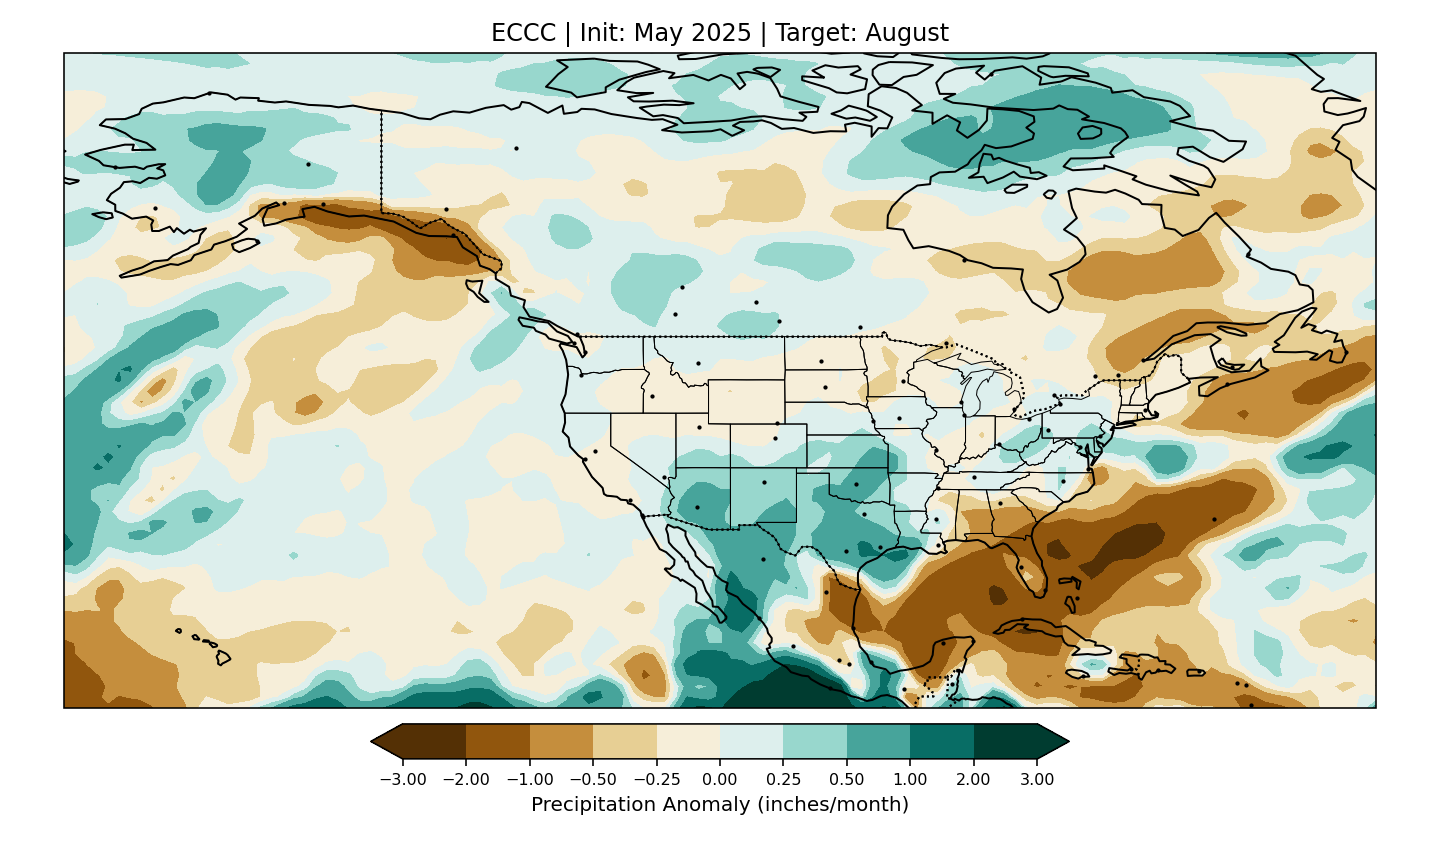 ECCC | Init: May 2025 | Target: August
−3.00 −2.00 −1.00 −0.50 −0.25 0.00 0.25 0.50 1.00 2.00 3.00
Precipitation Anomaly (inches/month)